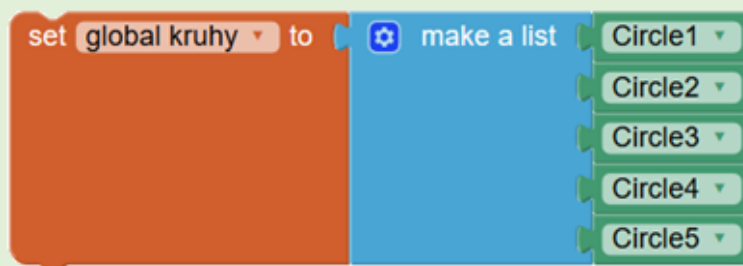 set global kruhy to make a list Circle1
Circle2
Circle3
Circle4
Circle5